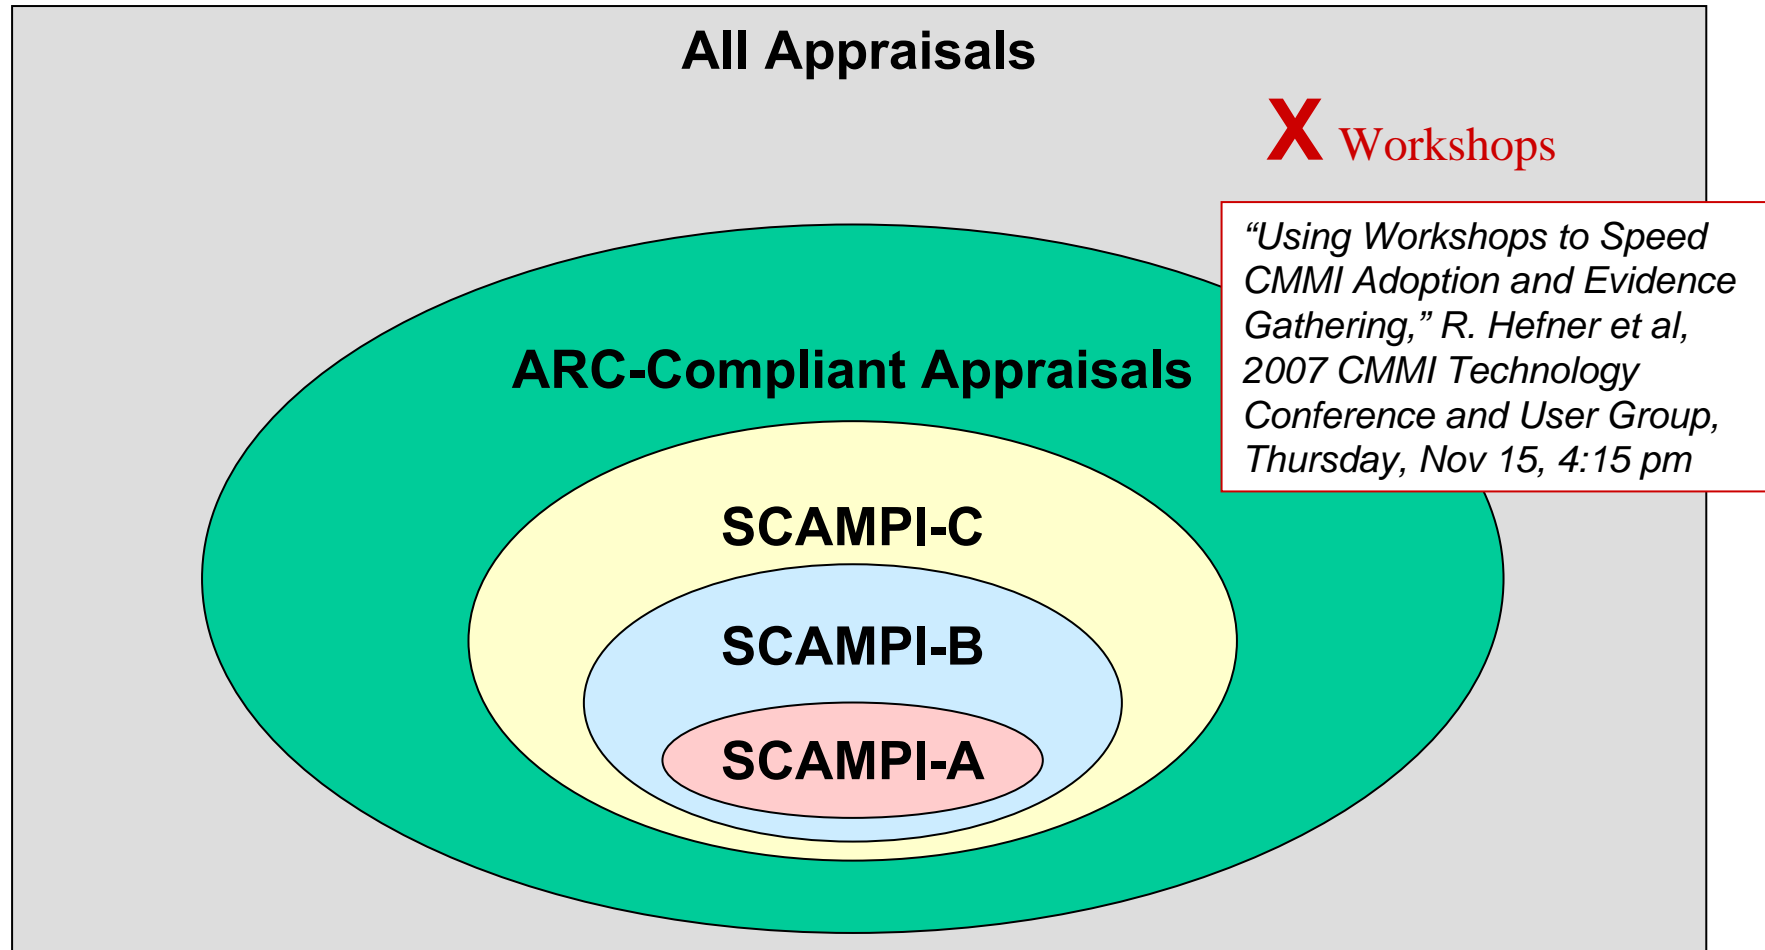 All Appraisals
X Workshops
“Using Workshops to Speed
CMMI Adoption and Evidence
Gathering,” R. Hefner et al,
2007 CMMI Technology
Conference and User Group,
Thursday, Nov 15, 4:15 pm
ARC-Compliant Appraisals
SCAMPI-C
SCAMPI-B
SCAMPI-A